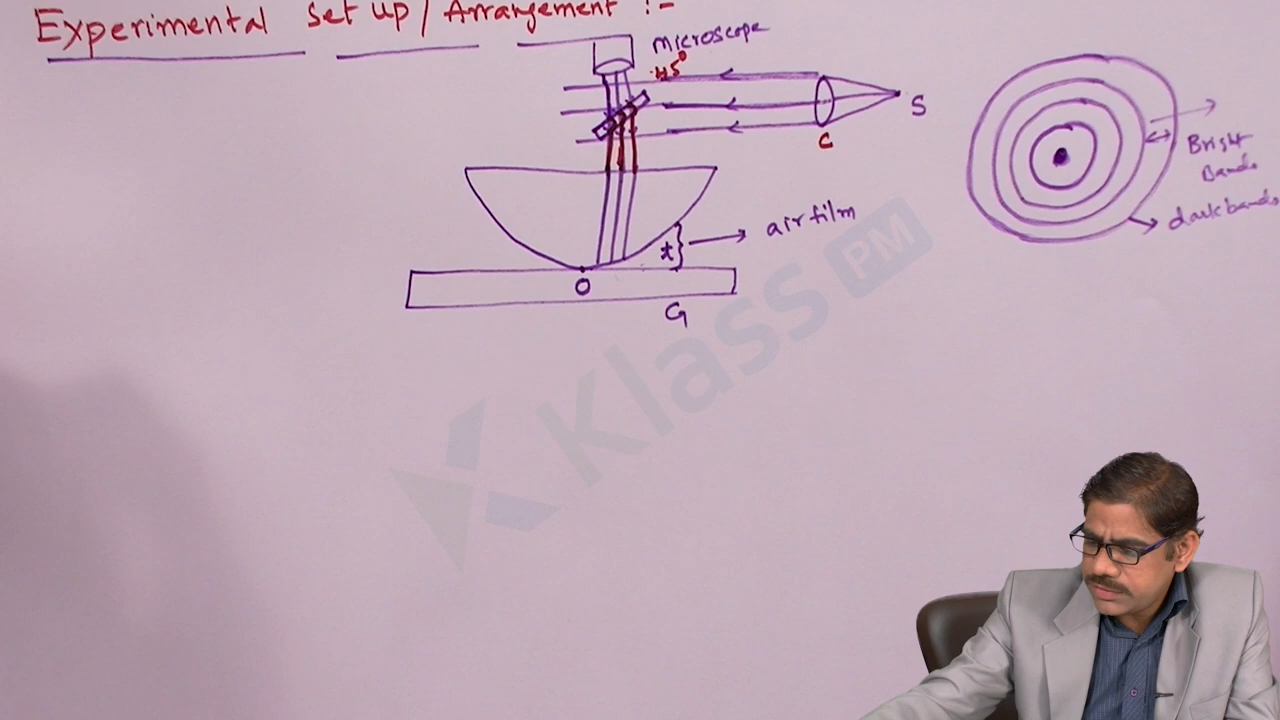 Experimental Set up / Arrangement :-
microscope
45°
S
C
Bright
Bands
dark bands
air film
t
O
G
Klass PM